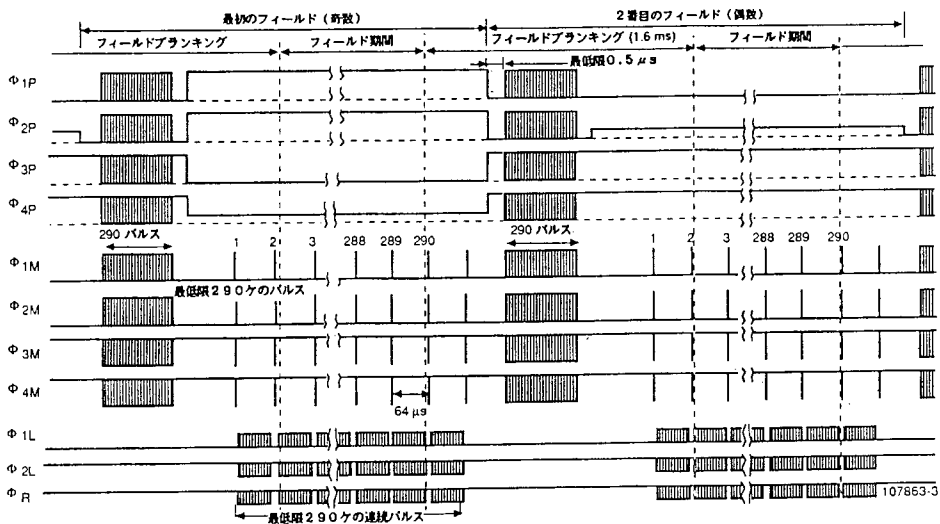 最初のフィールド（奇数）
2番目のフィールド（偶数）
フィールドブランキング
フィールド期間
フィールドブランキング (1.6 ms)
フィールド期間
最低限0.5 μs
Φ1P
Φ2P
Φ3P
Φ4P
290 パルス
1 2 3 288 289 290
290 パルス
1 2 3 288 289 290
Φ1M
最低限290ケのパルス
Φ2M
Φ3M
Φ4M
64 μs
Φ1L
Φ2L
ΦR
107853-3
最低限290ケの連続パルス